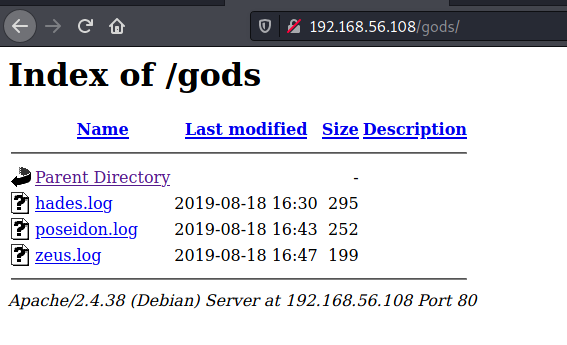 192.168.56.108/gods/
Index of /gods
Name Last modified Size Description
Parent Directory -
hades.log 2019-08-18 16:30 295
poseidon.log 2019-08-18 16:43 252
zeus.log 2019-08-18 16:47 199
Apache/2.4.38 (Debian) Server at 192.168.56.108 Port 80